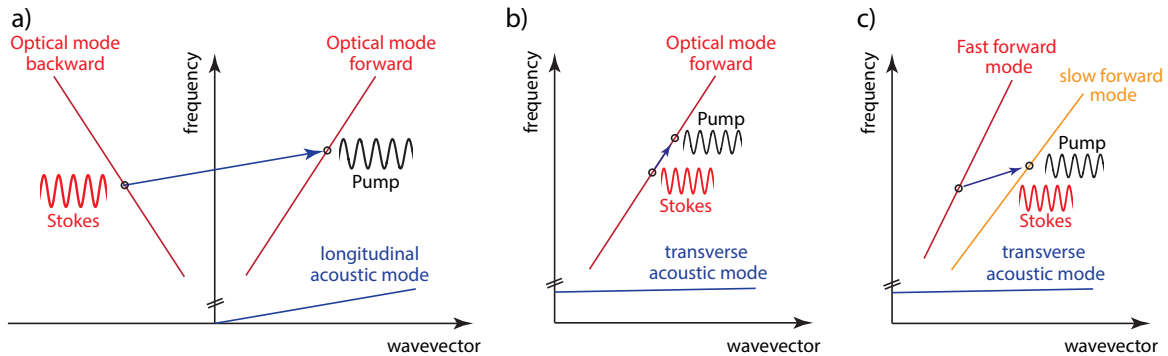 a)
Optical mode
backward
Optical mode
forward
frequency
Stokes
Pump
longitudinal
acoustic mode
wavevector
b)
Optical mode
forward
frequency
Pump
Stokes
transverse
acoustic mode
wavevector
c)
Fast forward
mode
slow forward
mode
frequency
Pump
Stokes
transverse
acoustic mode
wavevector